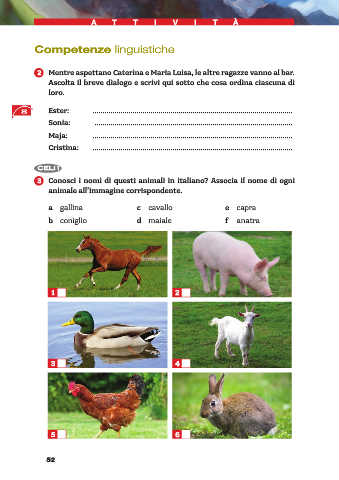 ATTIVITÀ
Competenze linguistiche
2 Mentre aspettano Caterina e Maria Luisa, le altre ragazze vanno al bar.
Ascolta il breve dialogo e scrivi qui sotto che cosa ordina ciascuna di
loro.
8
Ester:
Sonia:
Maja:
Cristina:
CELI 1
3 Conosci i nomi di questi animali in italiano? Associa il nome di ogni
animale all'immagine corrispondente.
a gallina c cavallo e capra
b coniglio d maiale f anatra
1 2
3 4
5 6
52